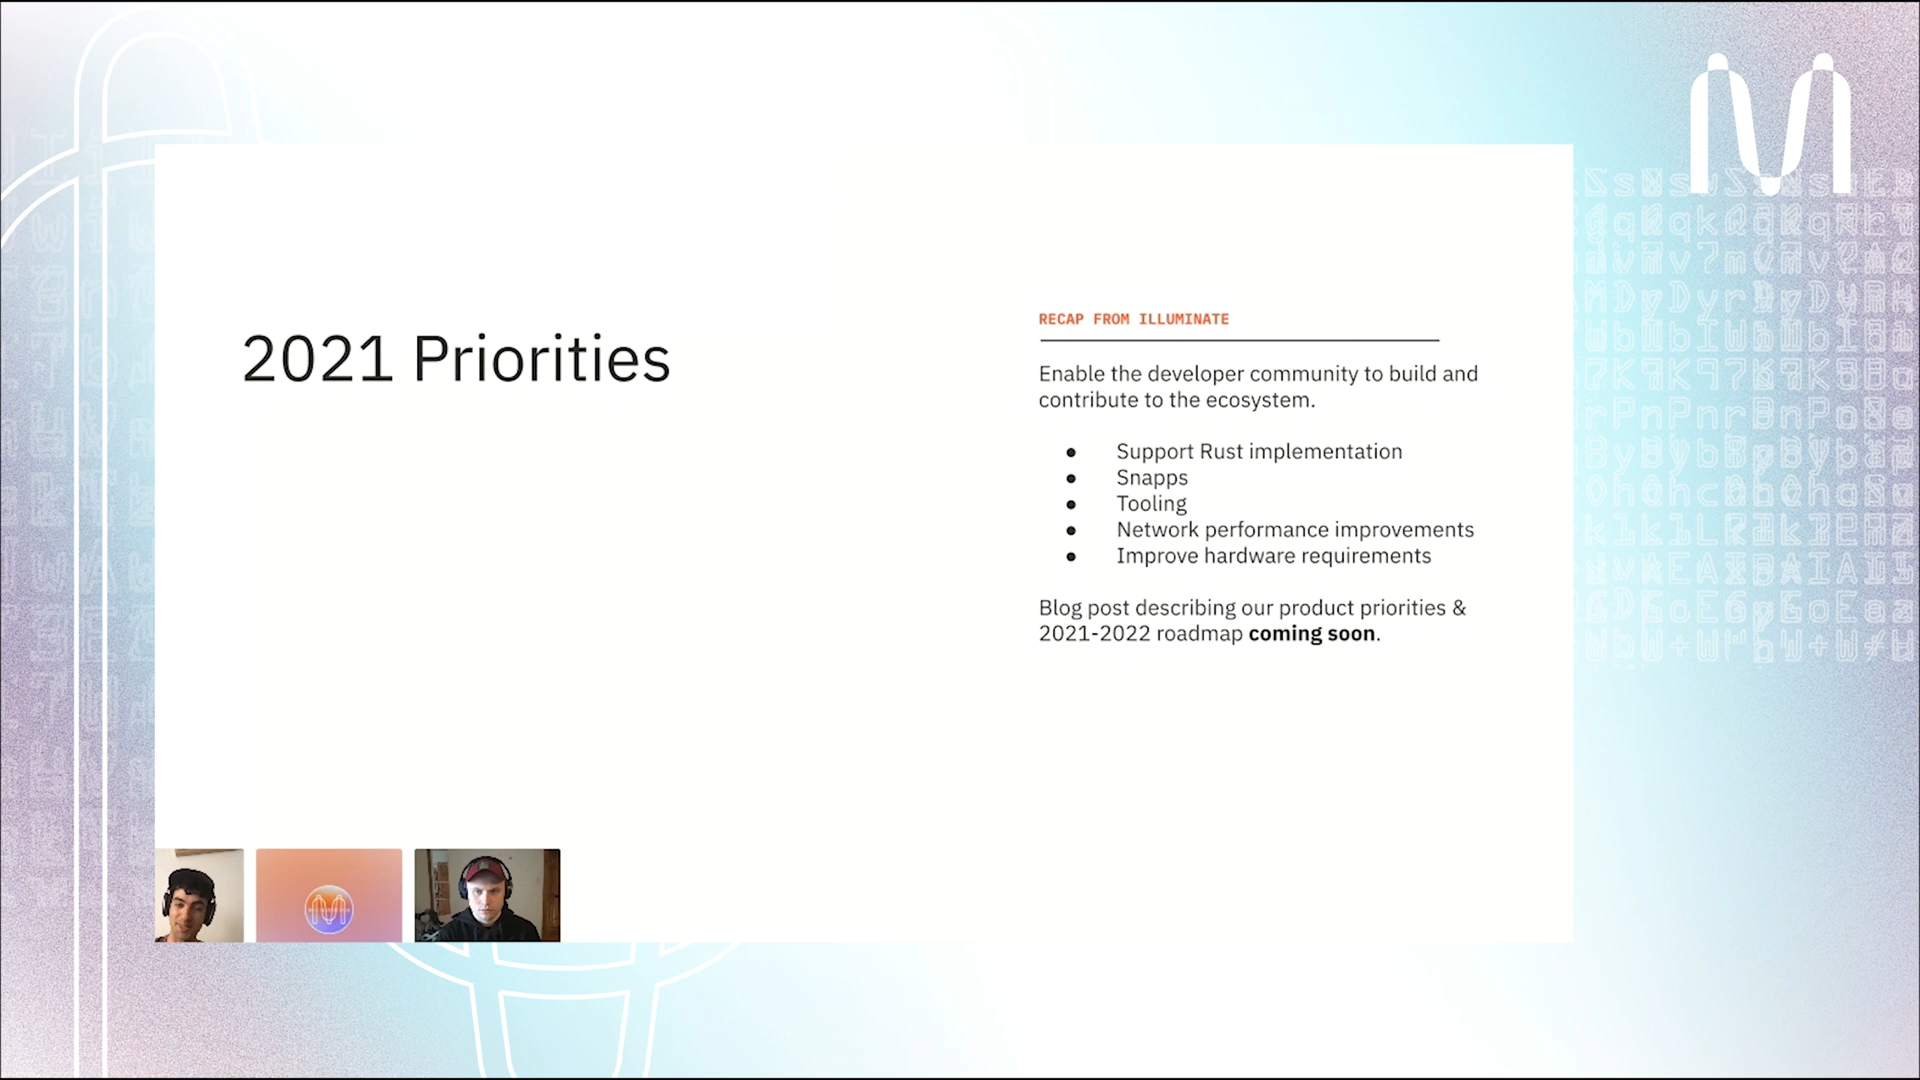 2021 Priorities
RECAP FROM ILLUMINATE
Enable the developer community to build and
contribute to the ecosystem.
● Support Rust implementation
● Snapps
● Tooling
● Network performance improvements
● Improve hardware requirements
Blog post describing our product priorities &
2021-2022 roadmap coming soon.